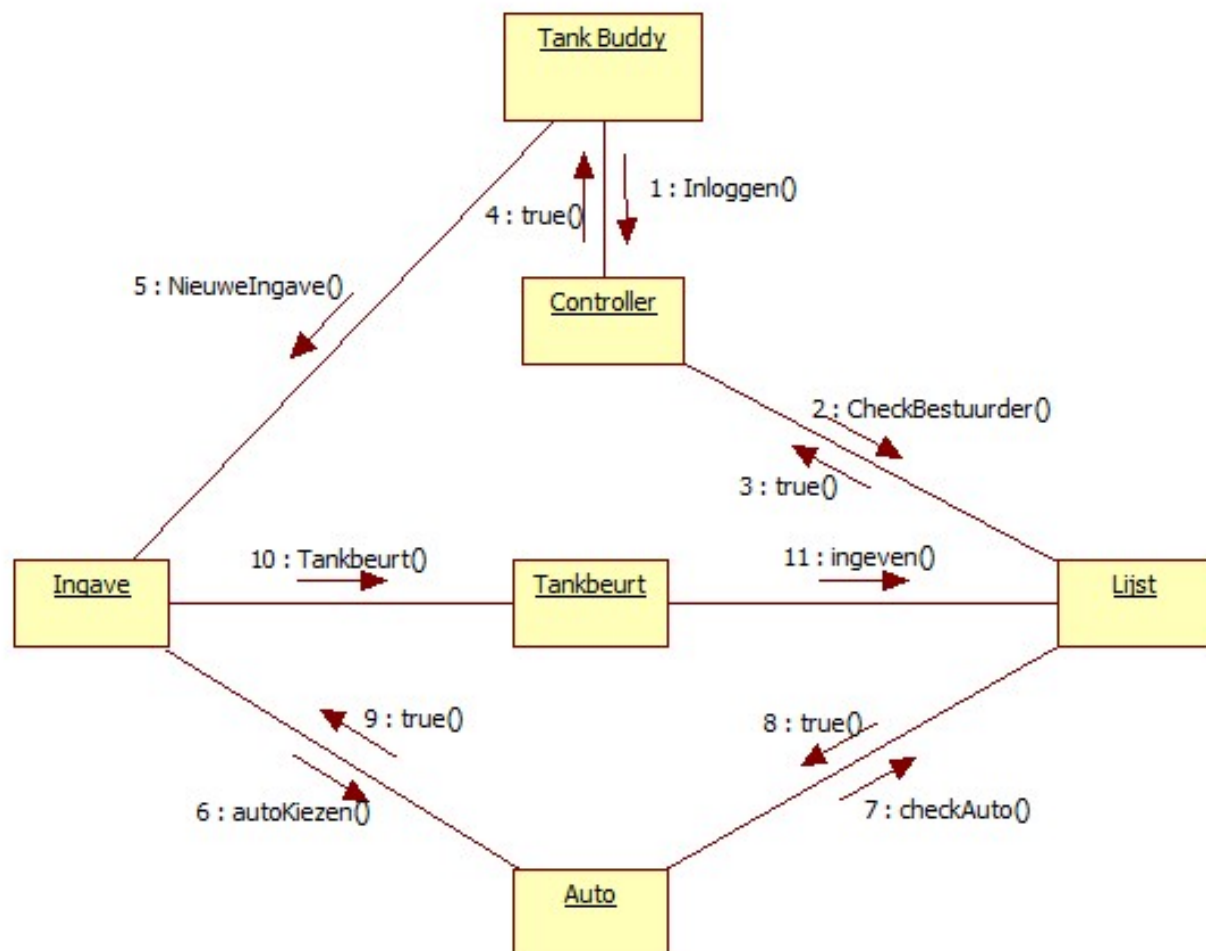 Tank Buddy
1 : Inloggen()
4 : true()
5 : NieuweIngave()
Controller
2 : CheckBestuurder()
3 : true()
10 : Tankbeurt()
11 : ingeven()
Ingave
Tankbeurt
Lijst
9 : true()
8 : true()
6 : autoKiezen()
7 : checkAuto()
Auto